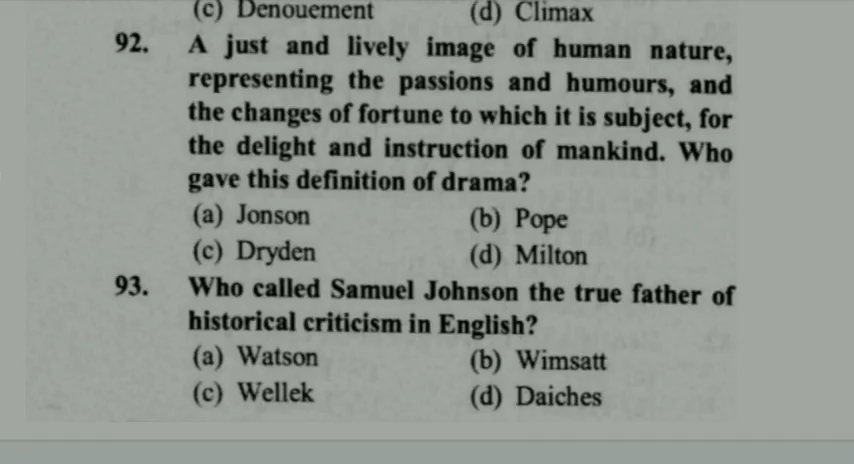 (c) Denouement (d) Climax
92. A just and lively image of human nature,
representing the passions and humours, and
the changes of fortune to which it is subject, for
the delight and instruction of mankind. Who
gave this definition of drama?
(a) Jonson (b) Pope
(c) Dryden (d) Milton
93. Who called Samuel Johnson the true father of
historical criticism in English?
(a) Watson (b) Wimsatt
(c) Wellek (d) Daiches